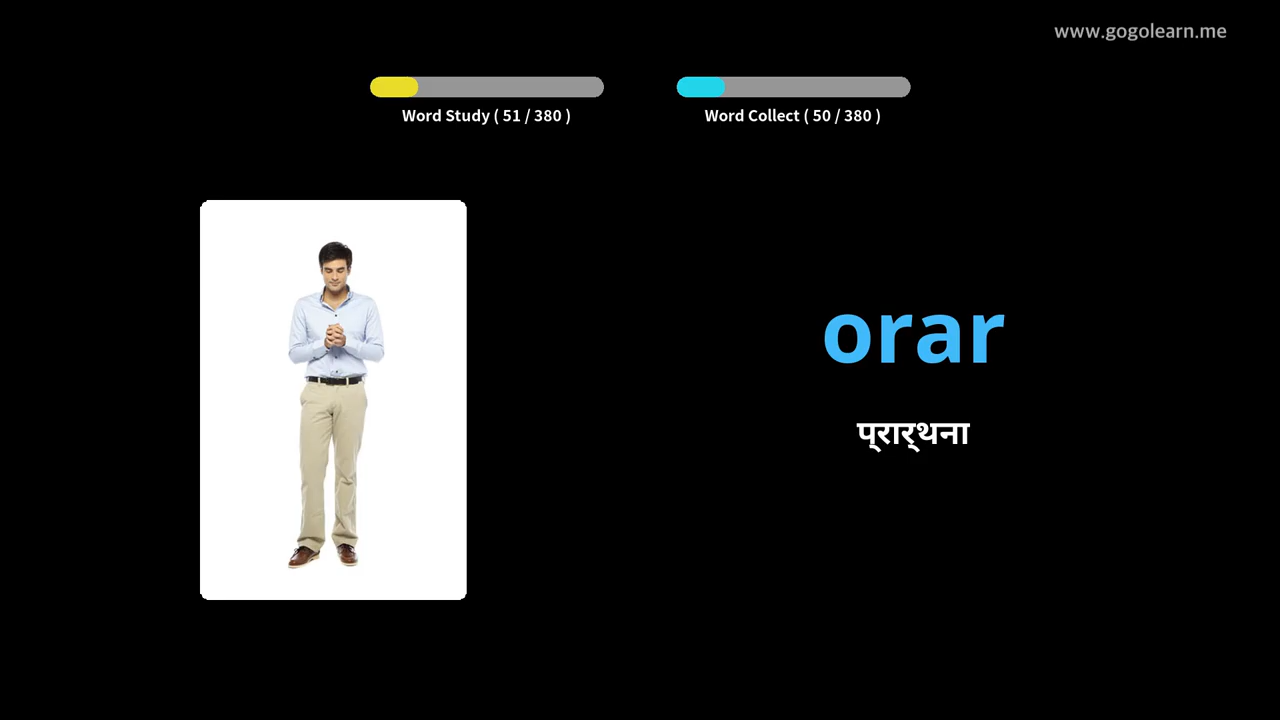 www.gogolearn.me
Word Study ( 51 / 380 )
Word Collect ( 50 / 380 )
orar
प्रार्थना